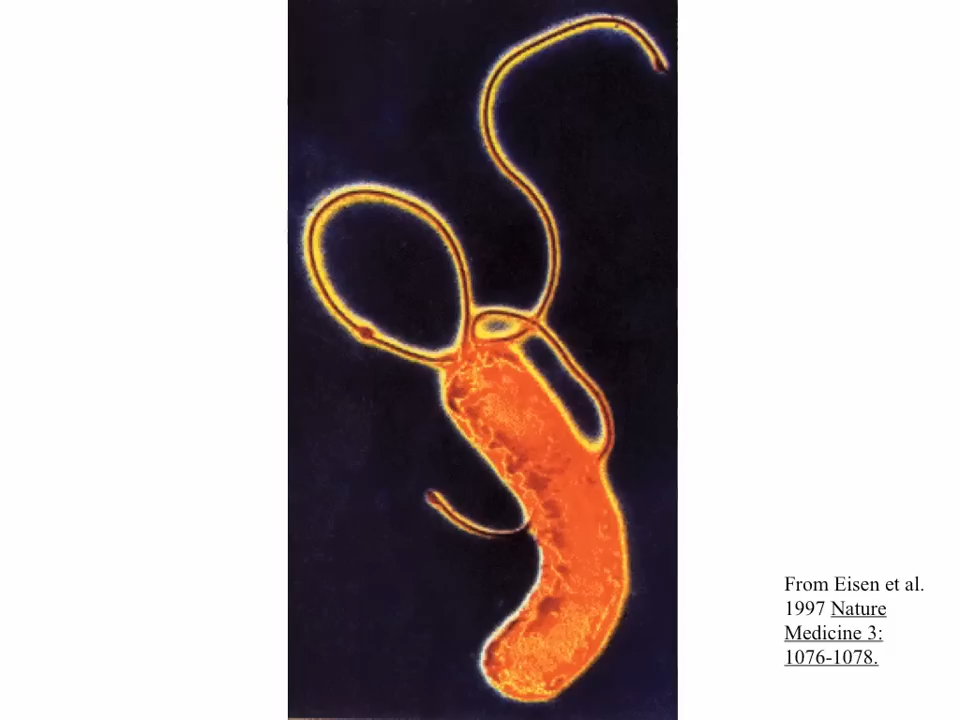 From Eisen et al.
1997 Nature
Medicine 3:
1076-1078.